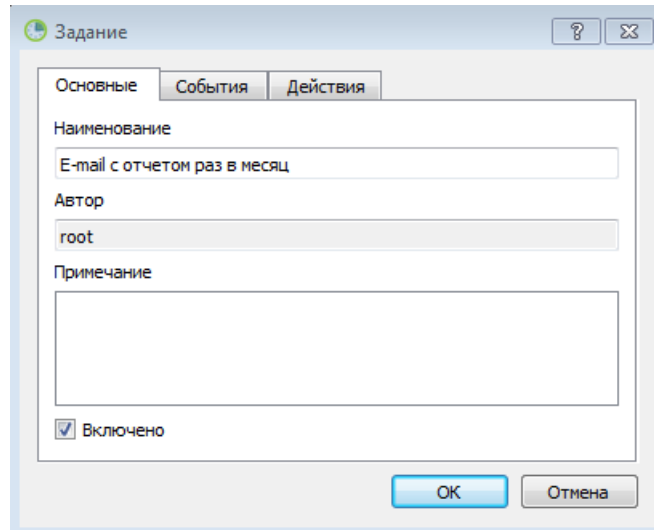 Задание
Основные События Действия
Наименование
E-mail с отчетом раз в месяц
Автор
root
Примечание
Включено
OK Отмена